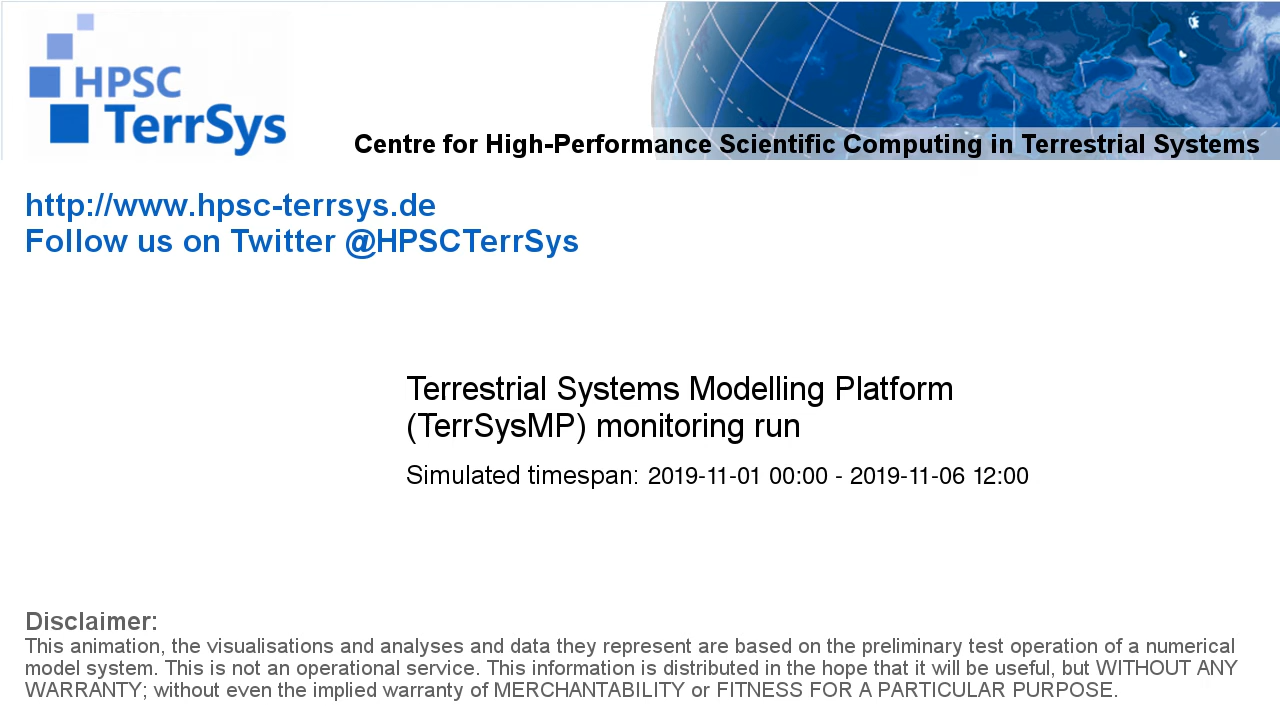 HPSC
TerrSys
Centre for High-Performance Scientific Computing in Terrestrial Systems
http://www.hpsc-terrsys.de
Follow us on Twitter @HPSCTerrSys
Terrestrial Systems Modelling Platform
(TerrSysMP) monitoring run
Simulated timespan: 2019-11-01 00:00 - 2019-11-06 12:00
Disclaimer:
This animation, the visualisations and analyses and data they represent are based on the preliminary test operation of a numerical
model system. This is not an operational service. This information is distributed in the hope that it will be useful, but WITHOUT ANY
WARRANTY; without even the implied warranty of MERCHANTABILITY or FITNESS FOR A PARTICULAR PURPOSE.